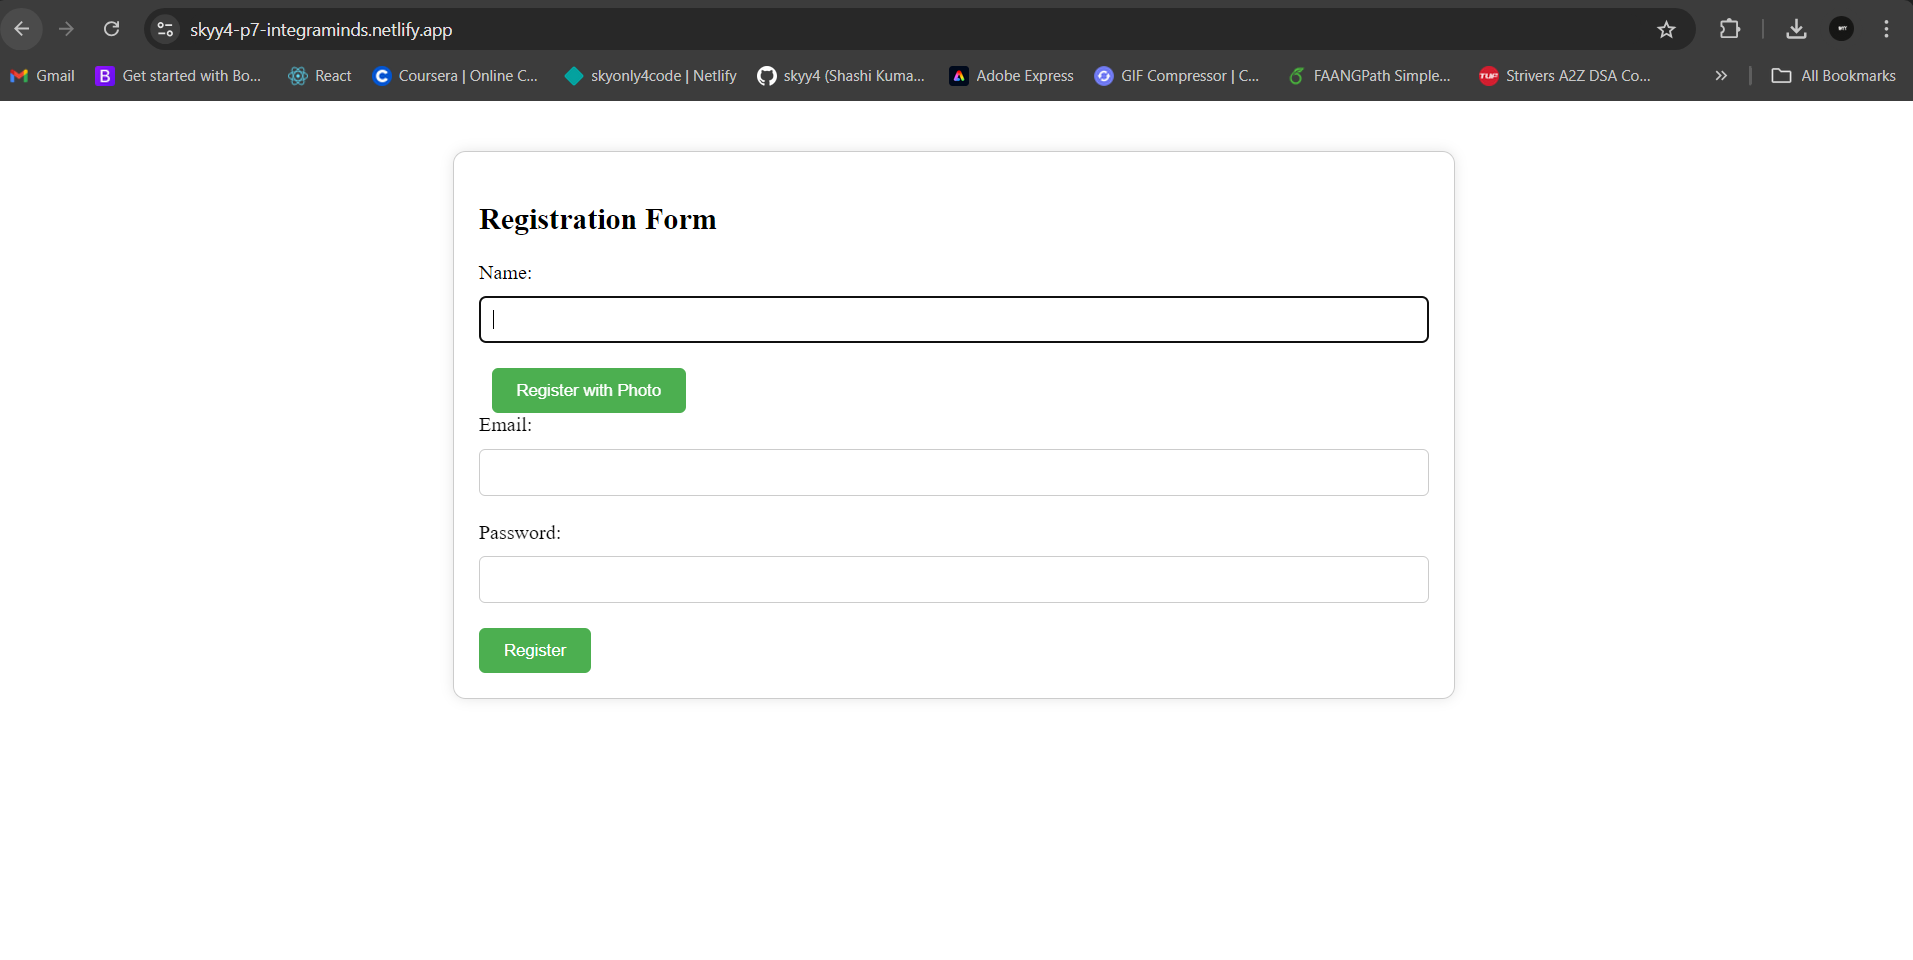 skyy4-p7-integraminds.netlify.app
Gmail B Get started with Bo... React C Coursera | Online C... skyonly4code | Netlify skyy4 (Shashi Kuma... Adobe Express GIF Compressor | C... FAANGPath Simple... TUF Strivers A2Z DSA Co... » All Bookmarks
Registration Form
Name:
Register with Photo
Email:
Password:
Register